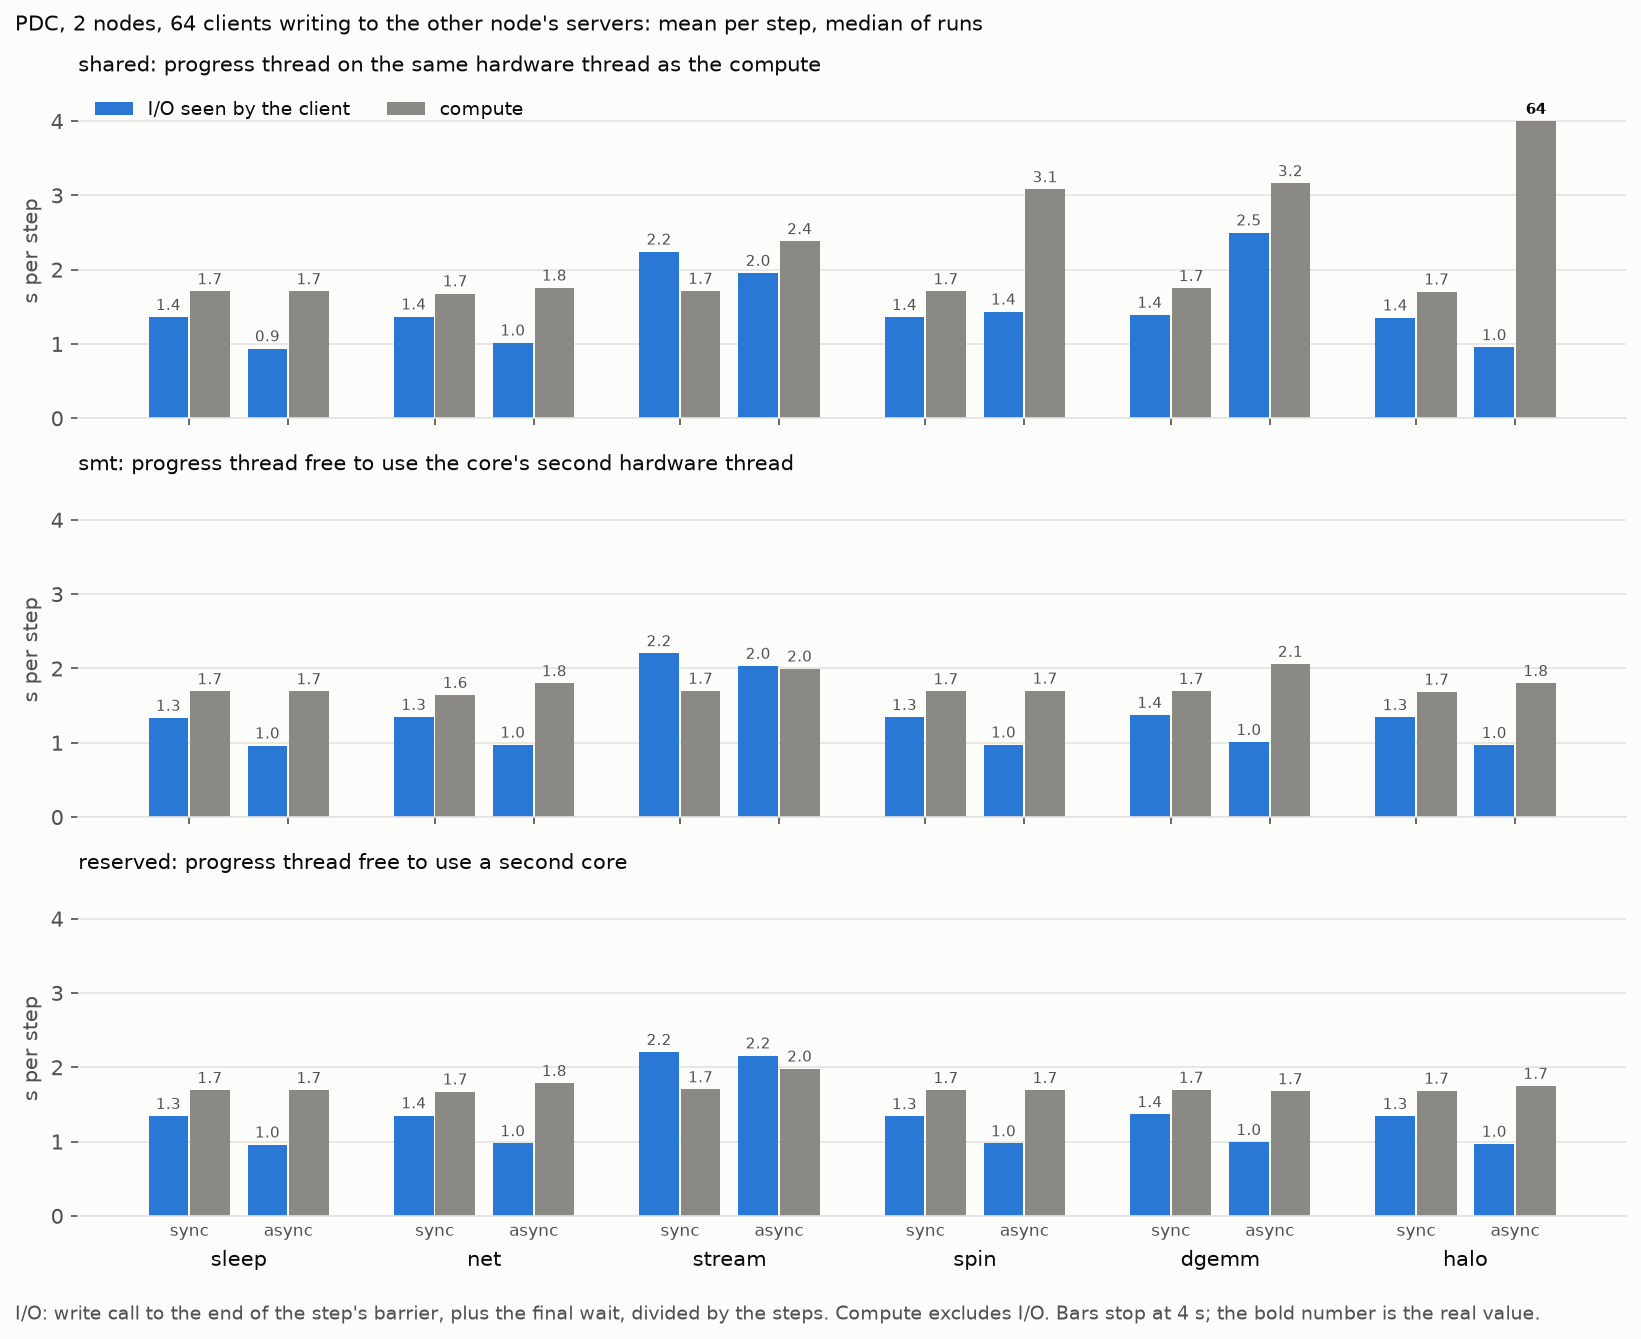 PDC, 2 nodes, 64 clients writing to the other node's servers: mean per step, median of runs
shared: progress thread on the same hardware thread as the compute
I/O seen by the client compute
64
4
3.1 3.2
3
2.2 2.0 2.4 2.5
s per step
2
1.4 1.7 0.9 1.7 1.4 1.7 1.0 1.8 1.7 1.4 1.7 1.4 1.4 1.7 1.4 1.7 1.0
1
0
smt: progress thread free to use the core's second hardware thread
4
3
s per step
2
1.3 1.7 1.0 1.7 1.3 1.6 1.0 1.8 2.2 1.7 2.0 2.0 1.3 1.7 1.0 1.7 1.4 1.7 1.0 2.1 1.3 1.7 1.0 1.8
1
0
reserved: progress thread free to use a second core
4
3
s per step
2
1.3 1.7 1.0 1.7 1.4 1.7 1.0 1.8 2.2 1.7 2.2 2.0 1.3 1.7 1.0 1.7 1.4 1.7 1.0 1.7 1.3 1.7 1.0 1.7
1
0
sync async sync async sync async sync async sync async sync async
sleep net stream spin dgemm halo
I/O: write call to the end of the step's barrier, plus the final wait, divided by the steps. Compute excludes I/O. Bars stop at 4 s; the bold number is the real value.